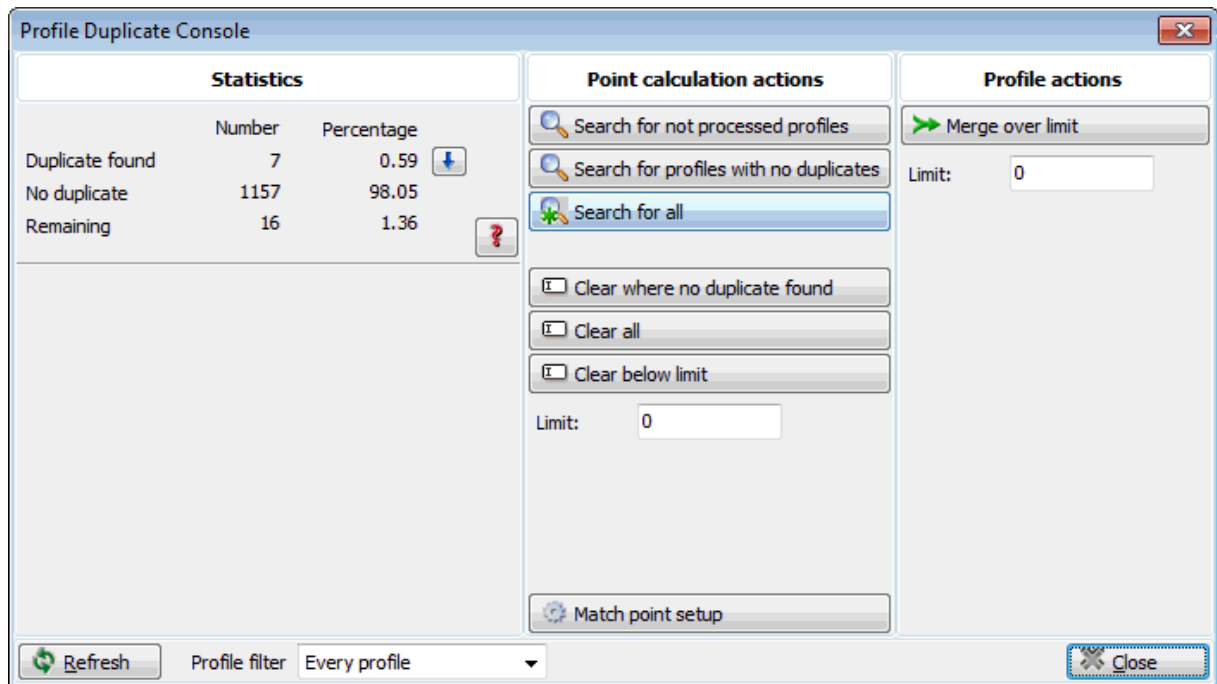 Profile Duplicate Console
Statistics
Number Percentage
Duplicate found 7 0.59
No duplicate 1157 98.05
Remaining 16 1.36
Point calculation actions
Search for not processed profiles
Search for profiles with no duplicates
Search for all
Clear where no duplicate found
Clear all
Clear below limit
Limit: 0
Match point setup
Profile actions
Merge over limit
Limit: 0
Refresh Profile filter Every profile Close